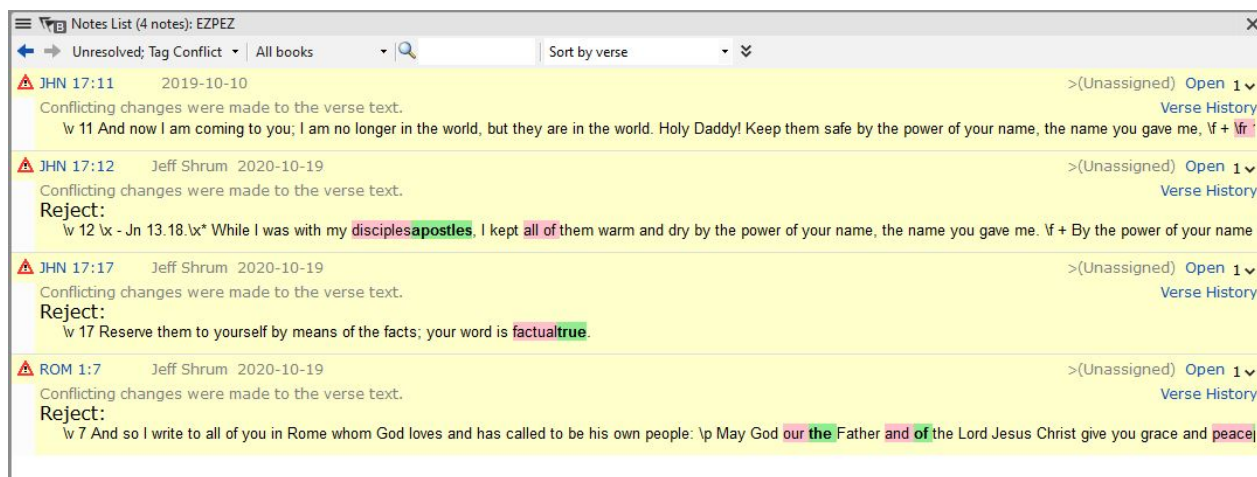 Notes List (4 notes): EZPEZ
Unresolved; Tag Conflict All books Sort by verse
JHN 17:11 2019-10-10 >(Unassigned) Open 1
Conflicting changes were made to the verse text. Verse History
\v 11 And now I am coming to you; I am no longer in the world, but they are in the world. Holy Daddy! Keep them safe by the power of your name, the name you gave me, \f + \fr
JHN 17:12 Jeff Shrum 2020-10-19 >(Unassigned) Open 1
Conflicting changes were made to the verse text. Verse History
Reject:
\v 12 \x - Jn 13.18.\x* While I was with my disciplesapostles, I kept all of them warm and dry by the power of your name, the name you gave me. \f + By the power of your name
JHN 17:17 Jeff Shrum 2020-10-19 >(Unassigned) Open 1
Conflicting changes were made to the verse text. Verse History
Reject:
\v 17 Reserve them to yourself by means of the facts; your word is factualtrue.
ROM 1:7 Jeff Shrum 2020-10-19 >(Unassigned) Open 1
Conflicting changes were made to the verse text. Verse History
Reject:
\v 7 And so I write to all of you in Rome whom God loves and has called to be his own people: \p May God our the Father and of the Lord Jesus Christ give you grace and peace